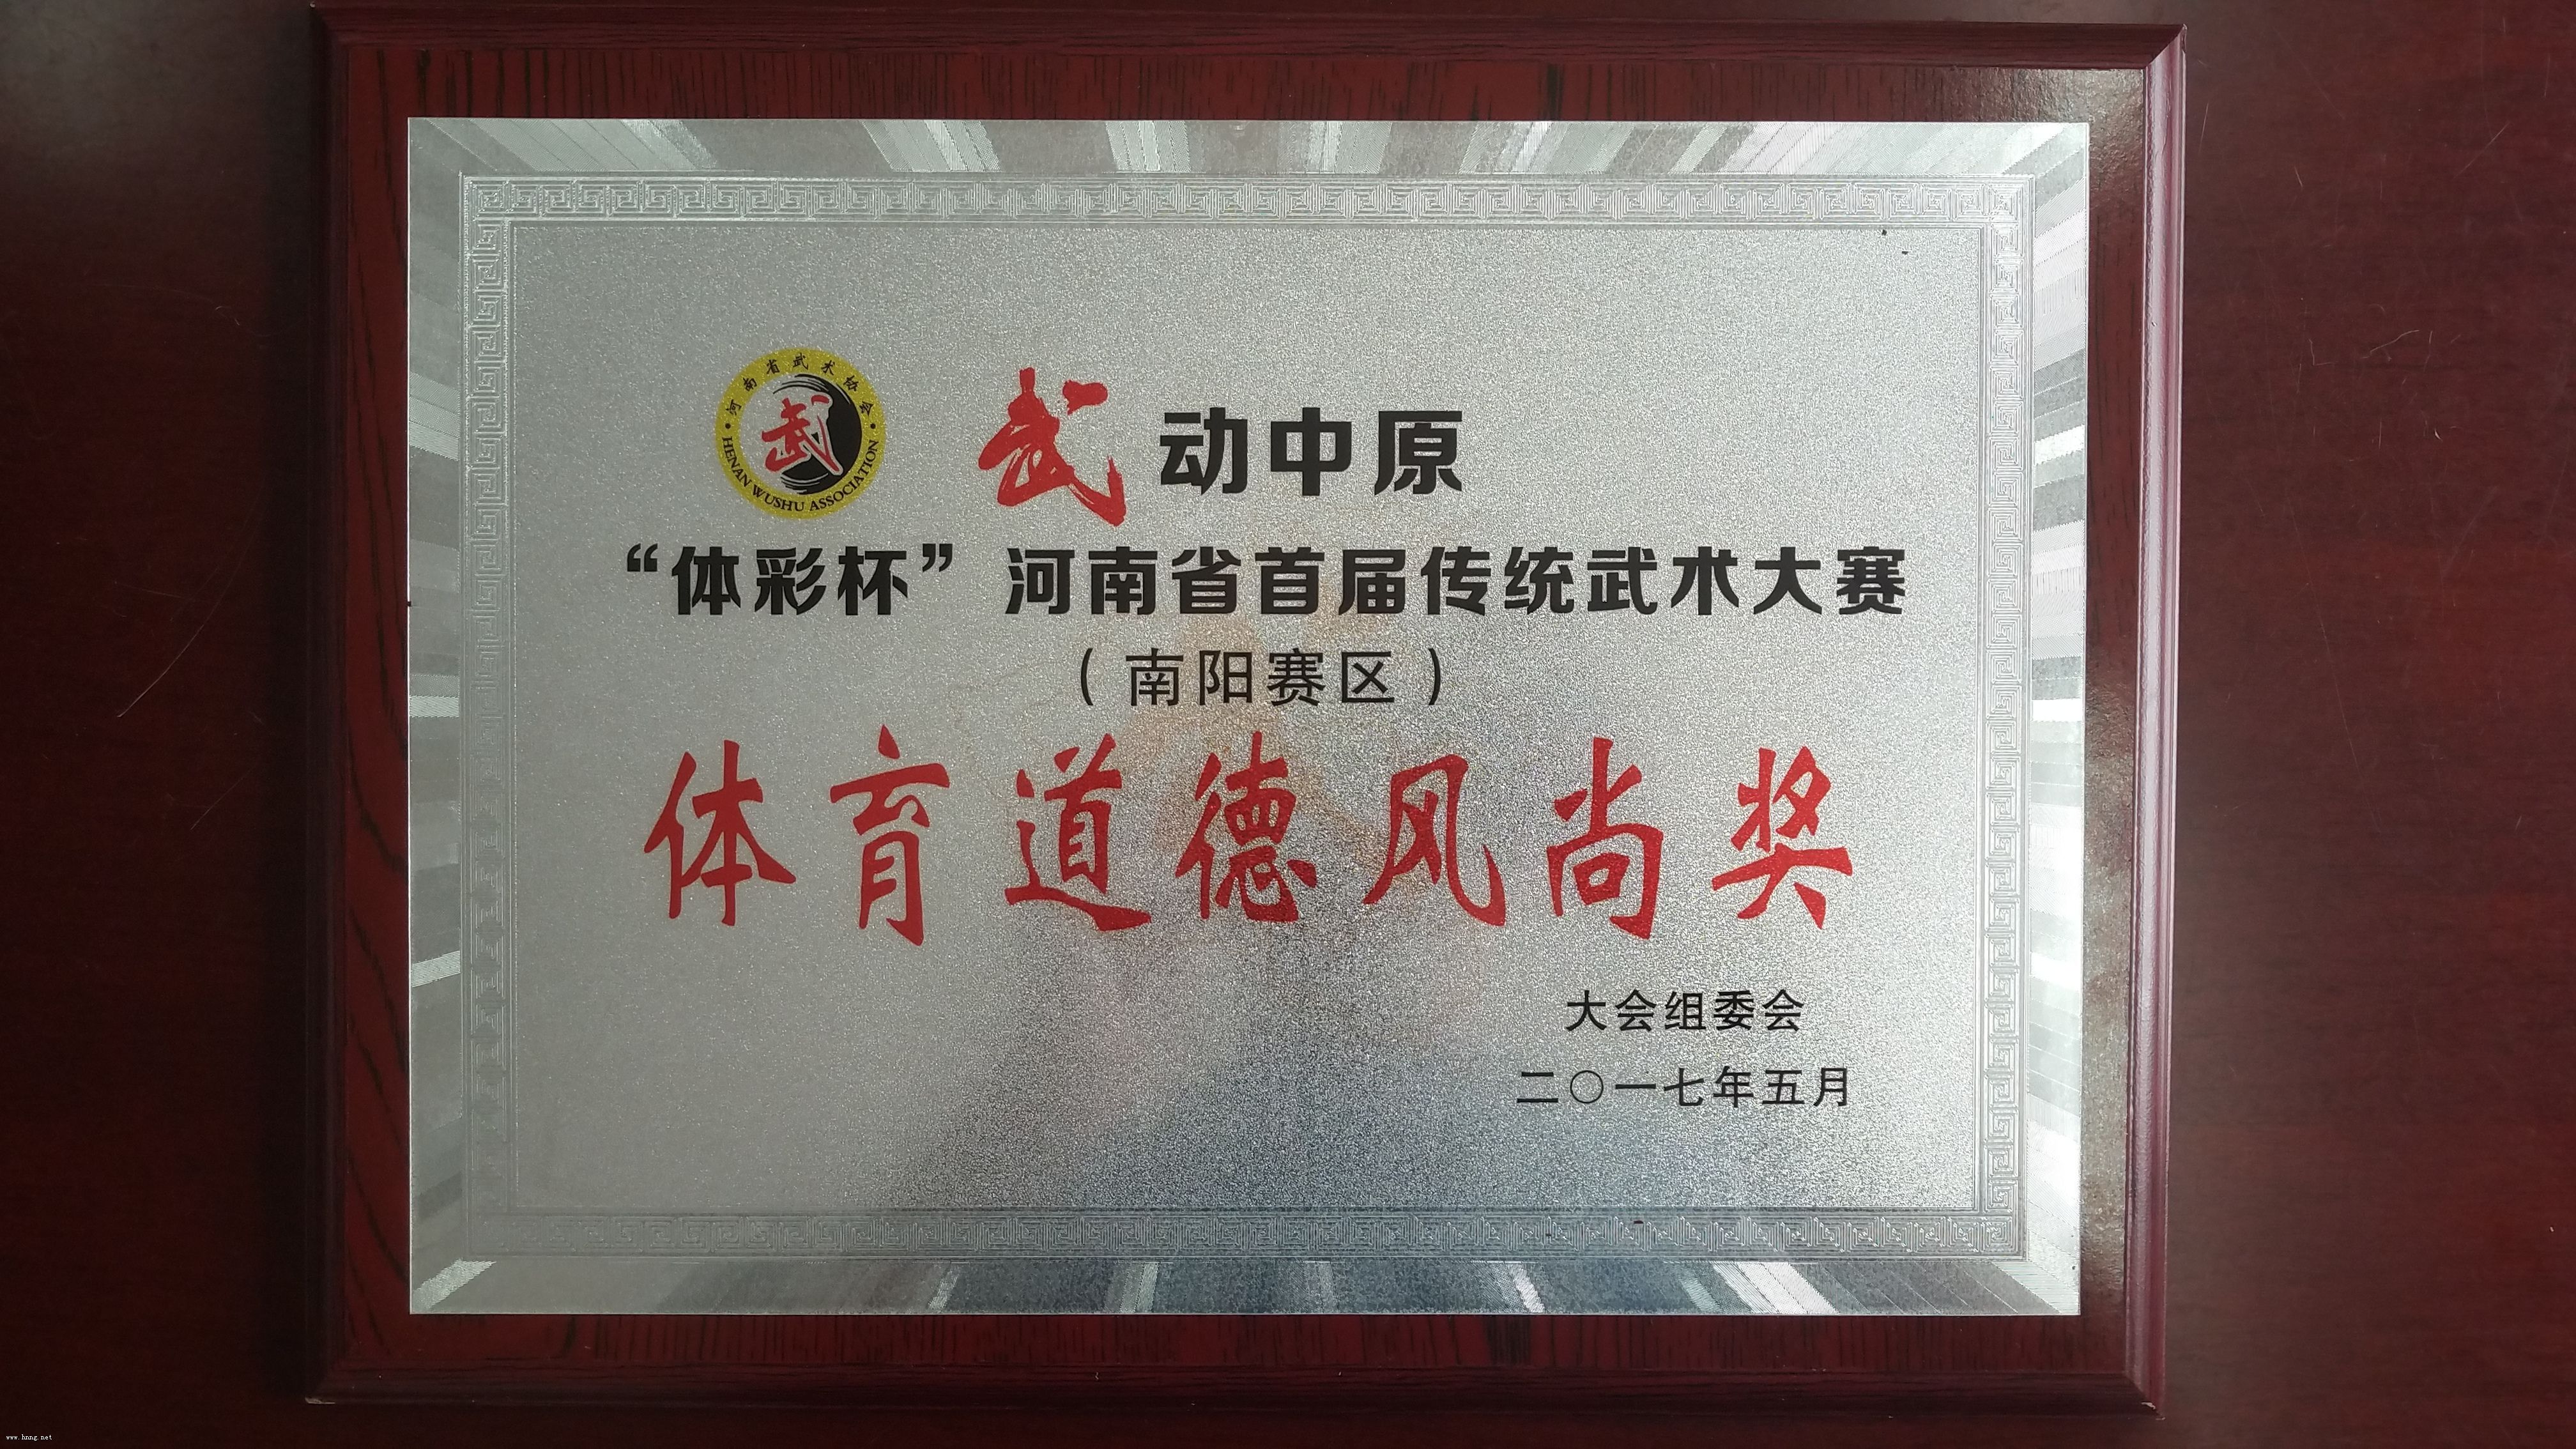 河南省武术协会
武
HENAN WUSHU ASSOCIATION
武动中原
“体彩杯”河南省首届传统武术大赛
（南阳赛区）
体育道德风尚奖
大会组委会
二〇一七年五月
www.hnng.net